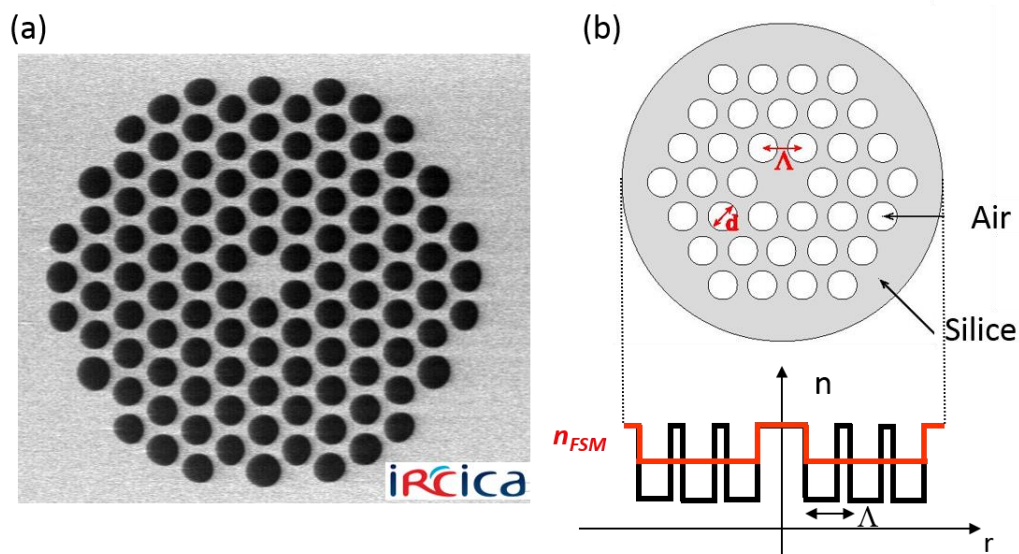 (a)
(b)
Λ
d
Air
Silice
n
n_FSM
Λ
r
iRCica